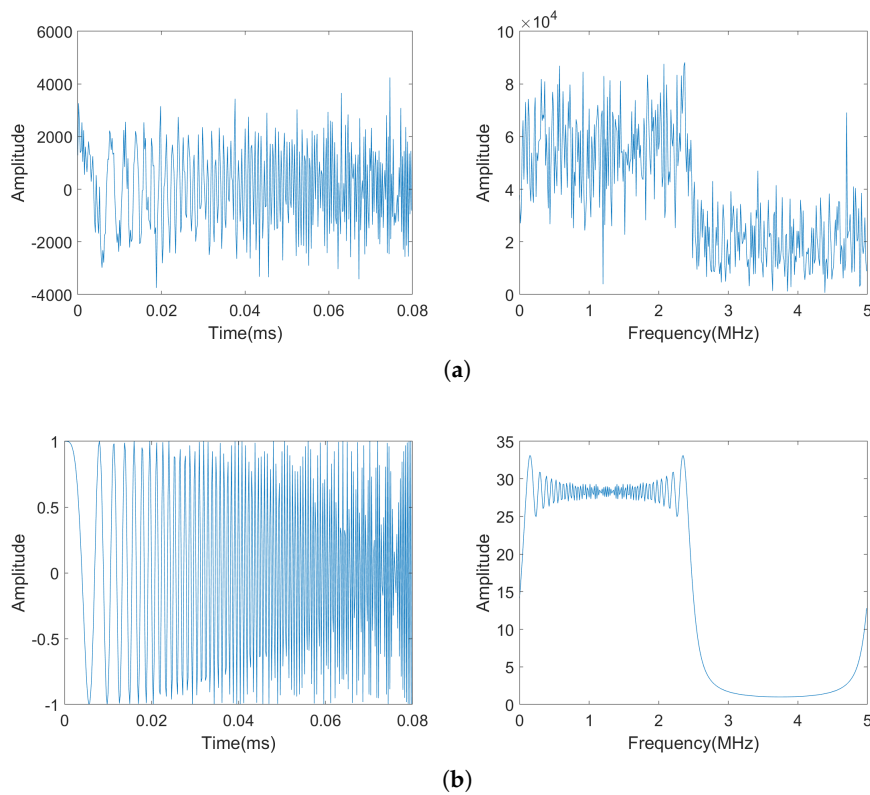 6000
4000
2000
0
-2000
-4000
Amplitude
0 0.02 0.04 0.06 0.08
Time(ms)
×10⁴
10
8
6
4
2
0
Amplitude
0 1 2 3 4 5
Frequency(MHz)
(a)
1
0.5
0
-0.5
-1
Amplitude
0 0.02 0.04 0.06 0.08
Time(ms)
35
30
25
20
15
10
5
0
Amplitude
0 1 2 3 4 5
Frequency(MHz)
(b)